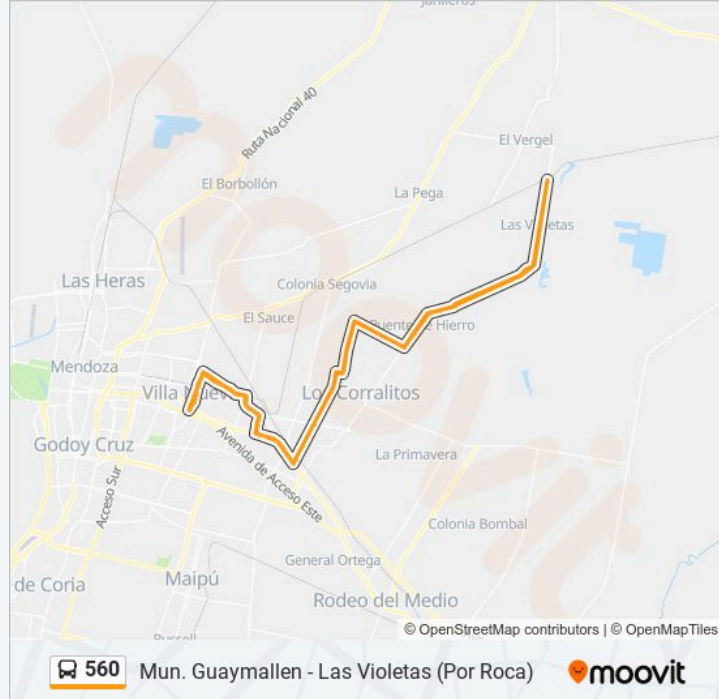 Ruta Nacional 40
El Vergel
El Borbollón
La Pega
Las Violetas
Las Heras
Colonia Segovia
El Sauce
Puente de Hierro
Mendoza
Villa Nueva
Los Corralitos
Godoy Cruz
Avenida de Acceso Este
La Primavera
Acceso Sur
Colonia Bombal
General Ortega
de Coria
Maipú
Rodeo del Medio
© OpenStreetMap contributors | © OpenMapTiles
560 Mun. Guaymallen - Las Violetas (Por Roca) moovit